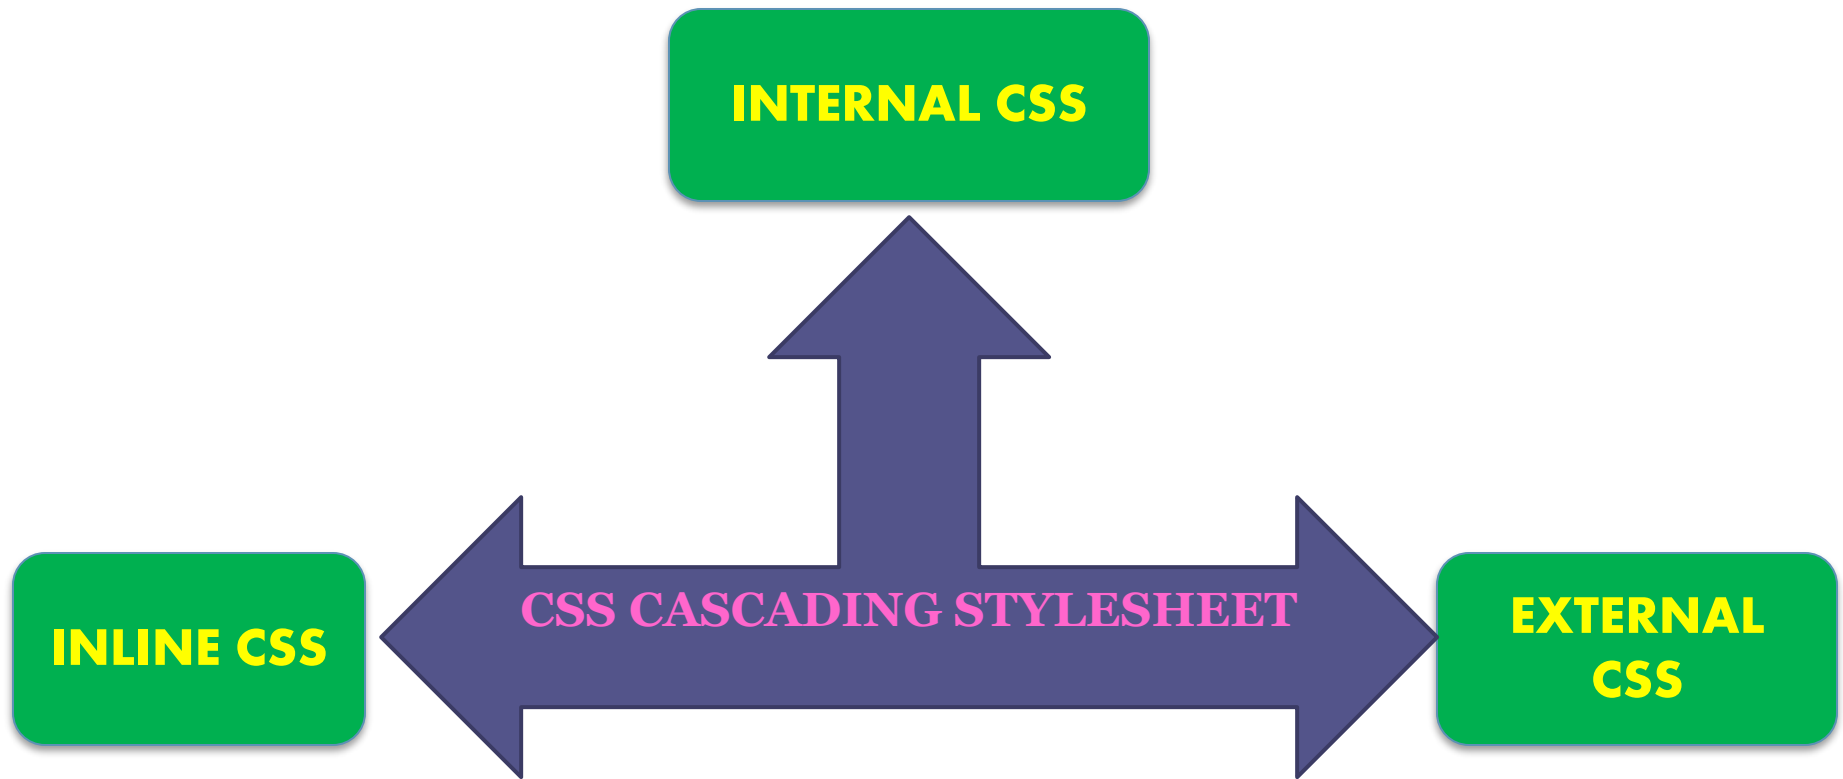 INTERNAL CSS
CSS CASCADING STYLESHEET
INLINE CSS
EXTERNAL
CSS